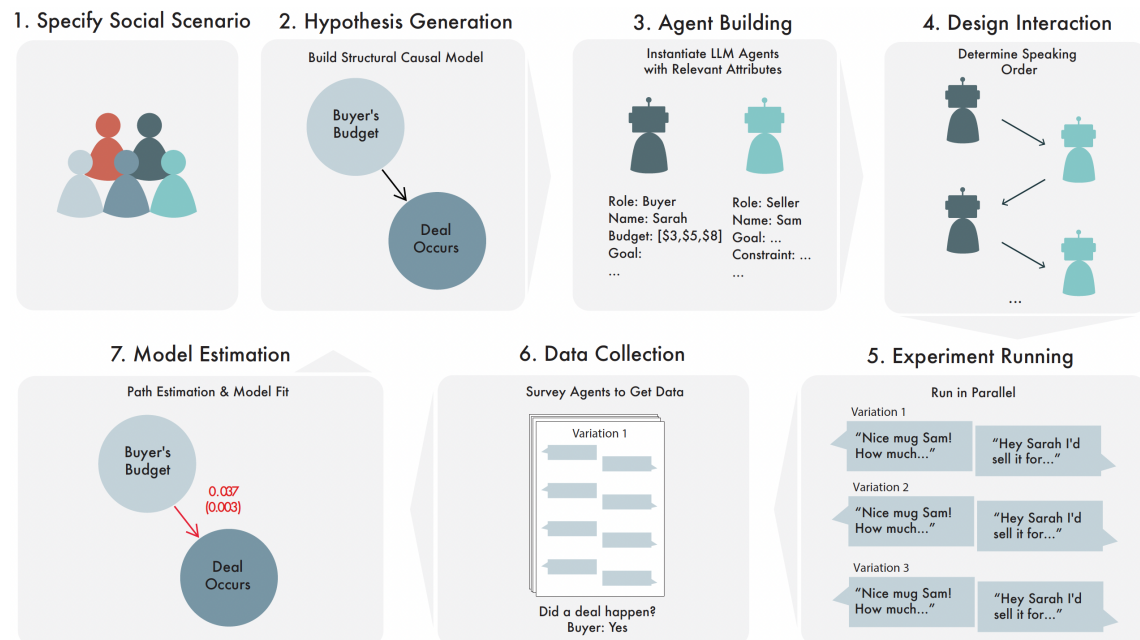 1. Specify Social Scenario
2. Hypothesis Generation
Build Structural Causal Model
Buyer's
Budget
Deal
Occurs
3. Agent Building
Instantiate LLM Agents
with Relevant Attributes
Role: Buyer
Name: Sarah
Budget: [$3,$5,$8]
Goal:
...
Role: Seller
Name: Sam
Goal: ...
Constraint: ...
...
4. Design Interaction
Determine Speaking
Order
...
5. Experiment Running
Run in Parallel
Variation 1
“Nice mug Sam!
How much...”
“Hey Sarah I'd
sell it for...”
Variation 2
“Nice mug Sam!
How much...”
“Hey Sarah I'd
sell it for...”
Variation 3
“Nice mug Sam!
How much...”
“Hey Sarah I'd
sell it for...”
6. Data Collection
Survey Agents to Get Data
Variation 1
Did a deal happen?
Buyer: Yes
7. Model Estimation
Path Estimation & Model Fit
Buyer's
Budget
0.037
(0.003)
Deal
Occurs